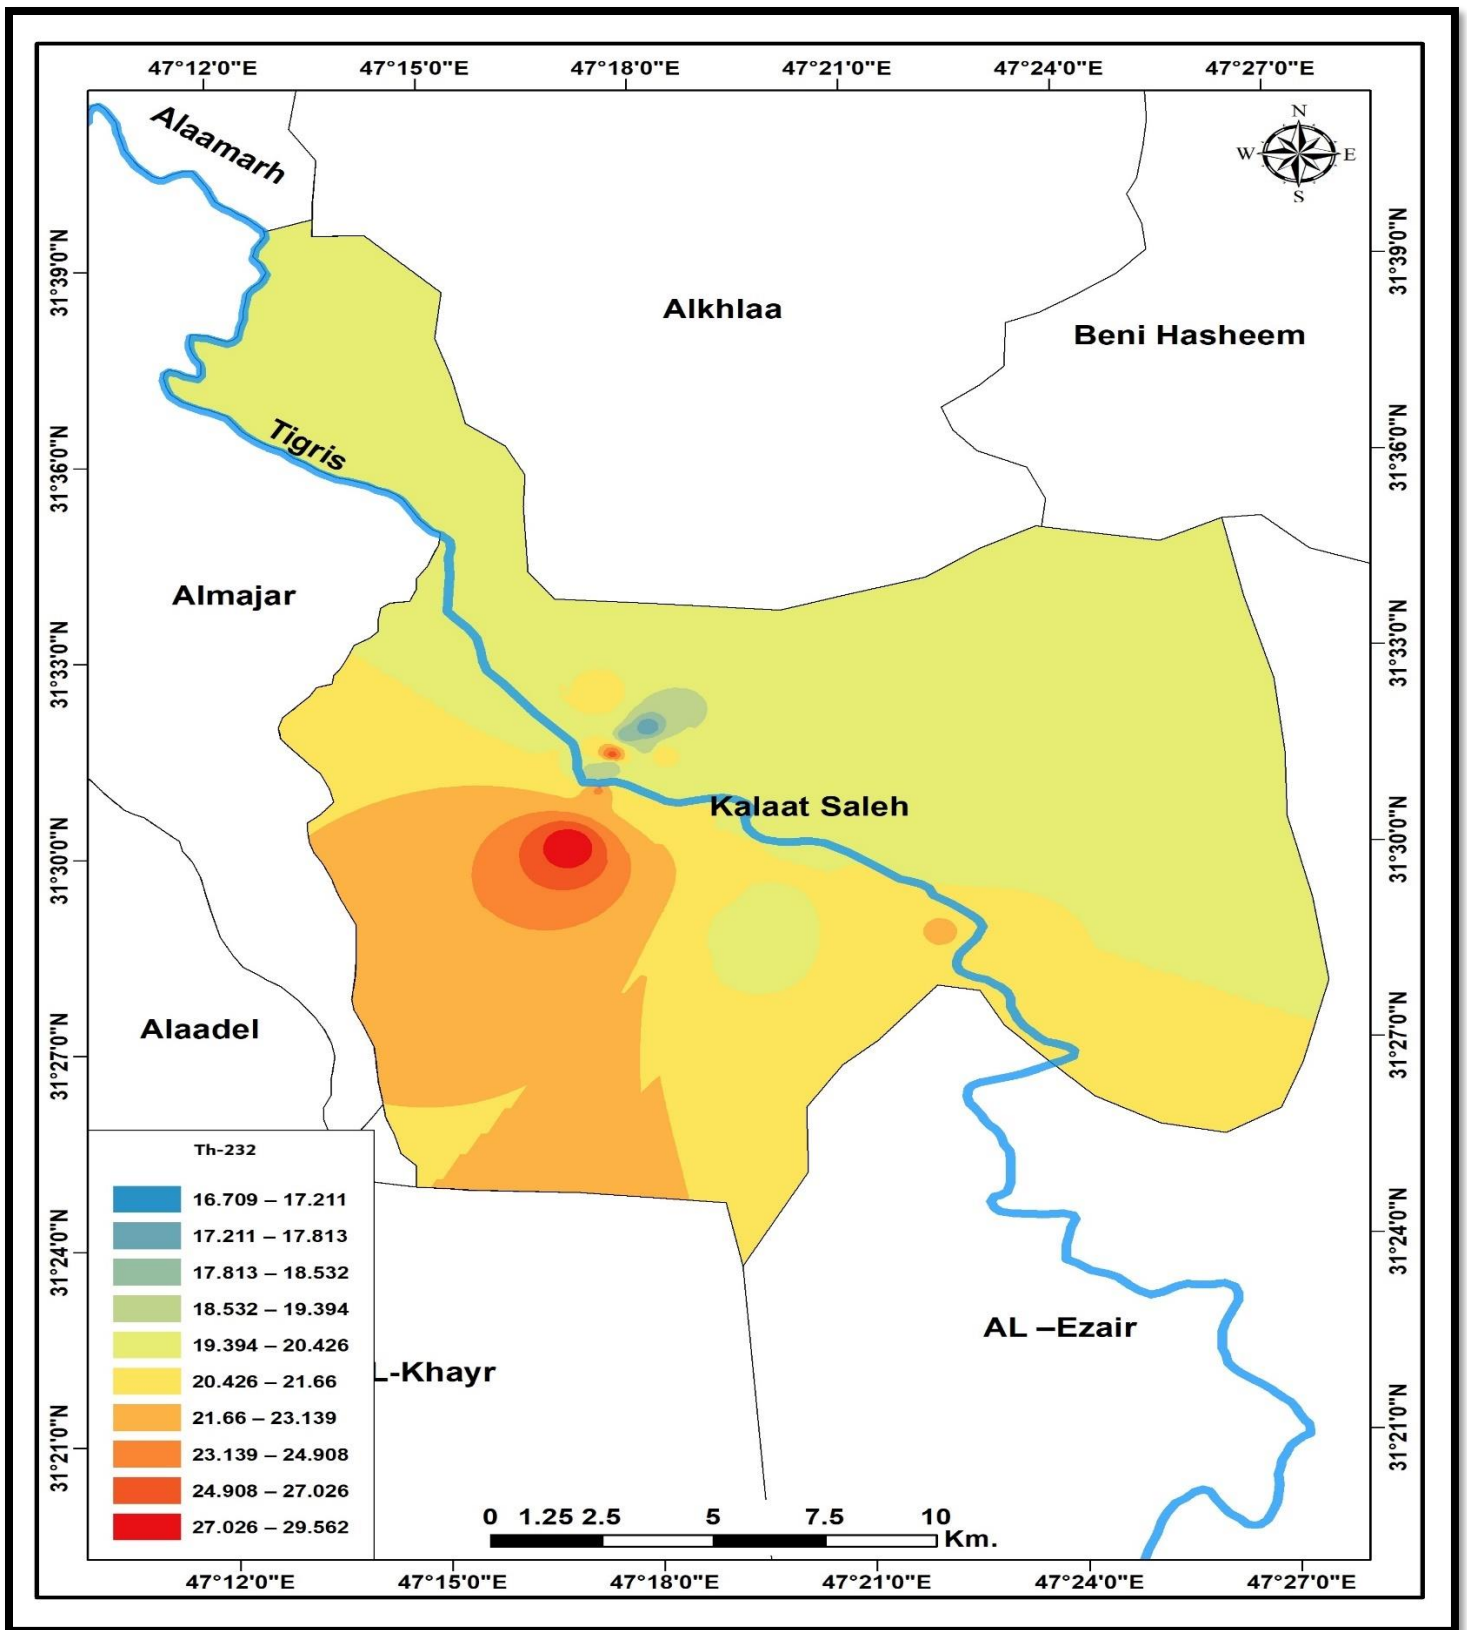 47°12'0"E 47°15'0"E 47°18'0"E 47°21'0"E 47°24'0"E 47°27'0"E
N
W E
S
Alaamarh
31°39'0"N
31°39'0"N
Alkhlaa
Beni Hasheem
Tigris
31°36'0"N
31°36'0"N
Almajar
31°33'0"N
31°33'0"N
Kalaat Saleh
31°30'0"N
31°30'0"N
Alaadel
31°27'0"N
31°27'0"N
Th-232
16.709 – 17.211
17.211 – 17.813
17.813 – 18.532
18.532 – 19.394
19.394 – 20.426
20.426 – 21.66
21.66 – 23.139
23.139 – 24.908
24.908 – 27.026
27.026 – 29.562
31°24'0"N
31°24'0"N
AL –Ezair
L-Khayr
31°21'0"N
31°21'0"N
0 1.25 2.5 5 7.5 10
Km.
47°12'0"E 47°15'0"E 47°18'0"E 47°21'0"E 47°24'0"E 47°27'0"E